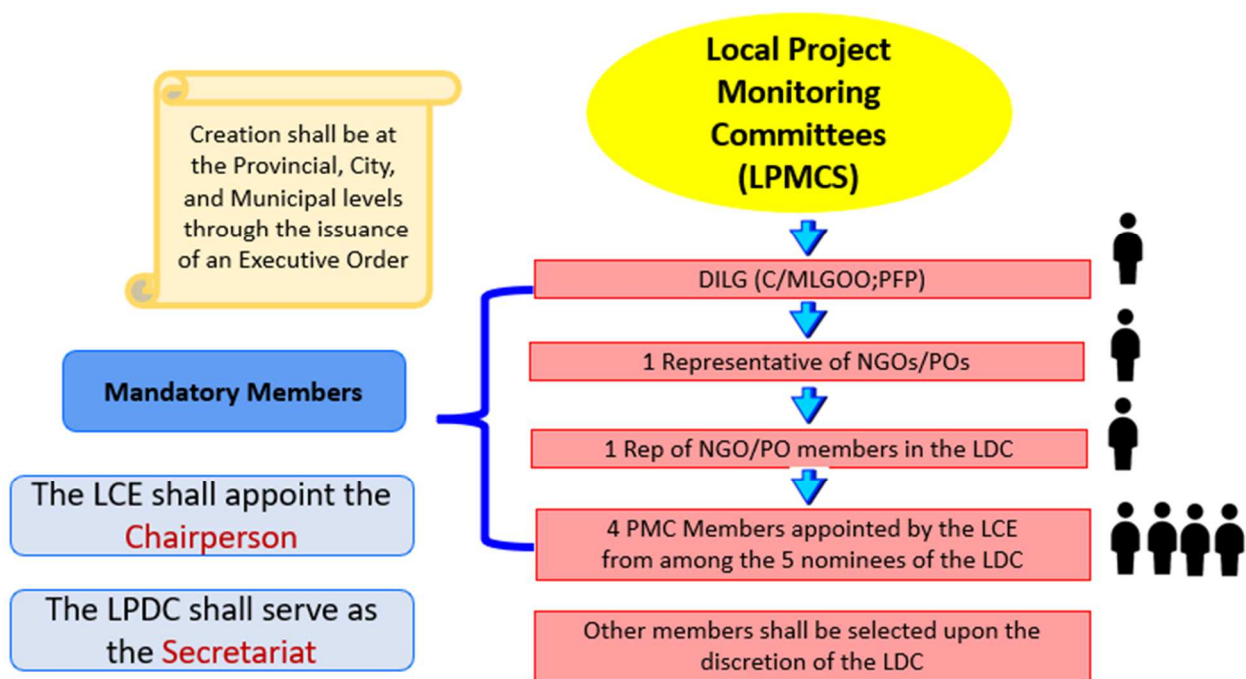 Local Project
Monitoring
Committees
(LPMCS)
Creation shall be at
the Provincial, City,
and Municipal levels
through the issuance
of an Executive Order
DILG (C/MLGOO;PFP)
1 Representative of NGOs/POs
Mandatory Members
1 Rep of NGO/PO members in the LDC
The LCE shall appoint the
Chairperson
4 PMC Members appointed by the LCE
from among the 5 nominees of the LDC
The LPDC shall serve as
the Secretariat
Other members shall be selected upon the
discretion of the LDC